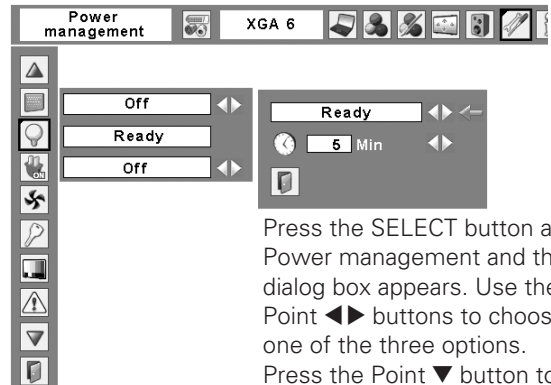 Power
management
XGA 6
Off
Ready
Off
Ready
5 Min
ON
Press the SELECT button a
Power management and th
dialog box appears. Use the
Point ◀▶ buttons to choos
one of the three options.
Press the Point ▼ button to